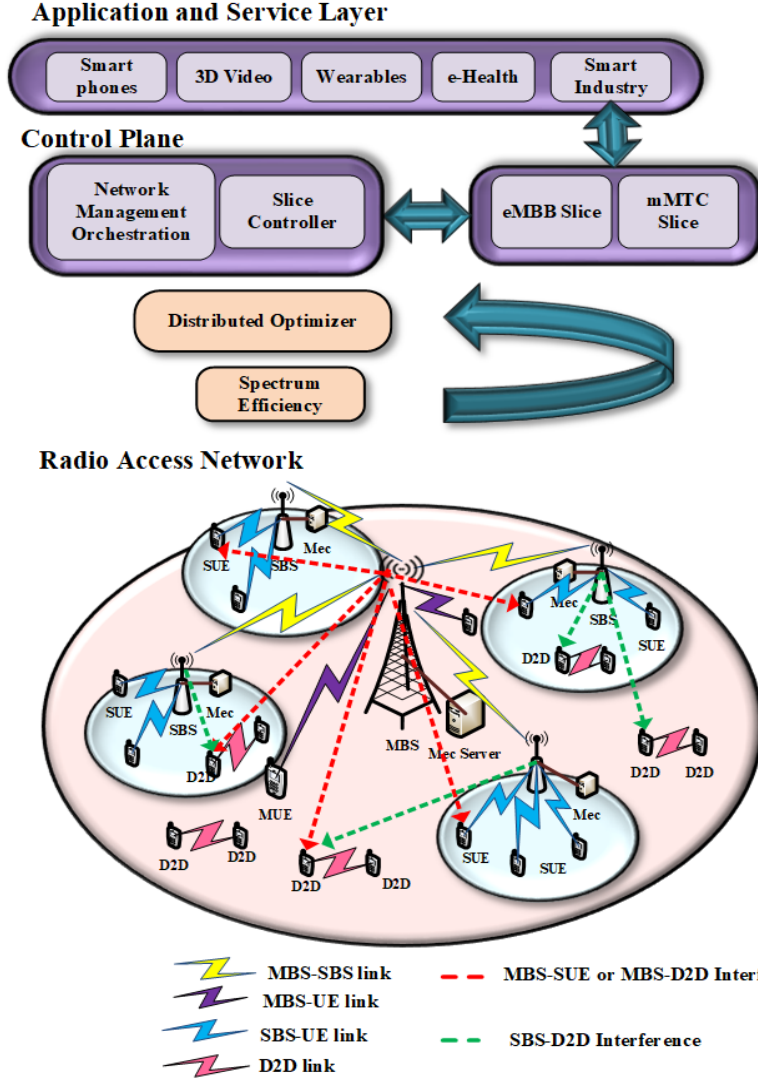 Application and Service Layer
Smart
phones
3D Video
Wearables
e-Health
Smart
Industry
Control Plane
Network
Management
Orchestration
Slice
Controller
eMBB Slice
mMTC
Slice
Distributed Optimizer
Spectrum
Efficiency
Radio Access Network
SUE
SBS
Mec
Mec
SBS
SUE
D2D
SUE
SBS
Mec
D2D
MBS
Mec Server
D2D
D2D
MUE
Mec
D2D
D2D
D2D
D2D
SUE
SUE
MBS-SBS link
MBS-UE link
SBS-UE link
D2D link
MBS-SUE or MBS-D2D Interf
SBS-D2D Interference